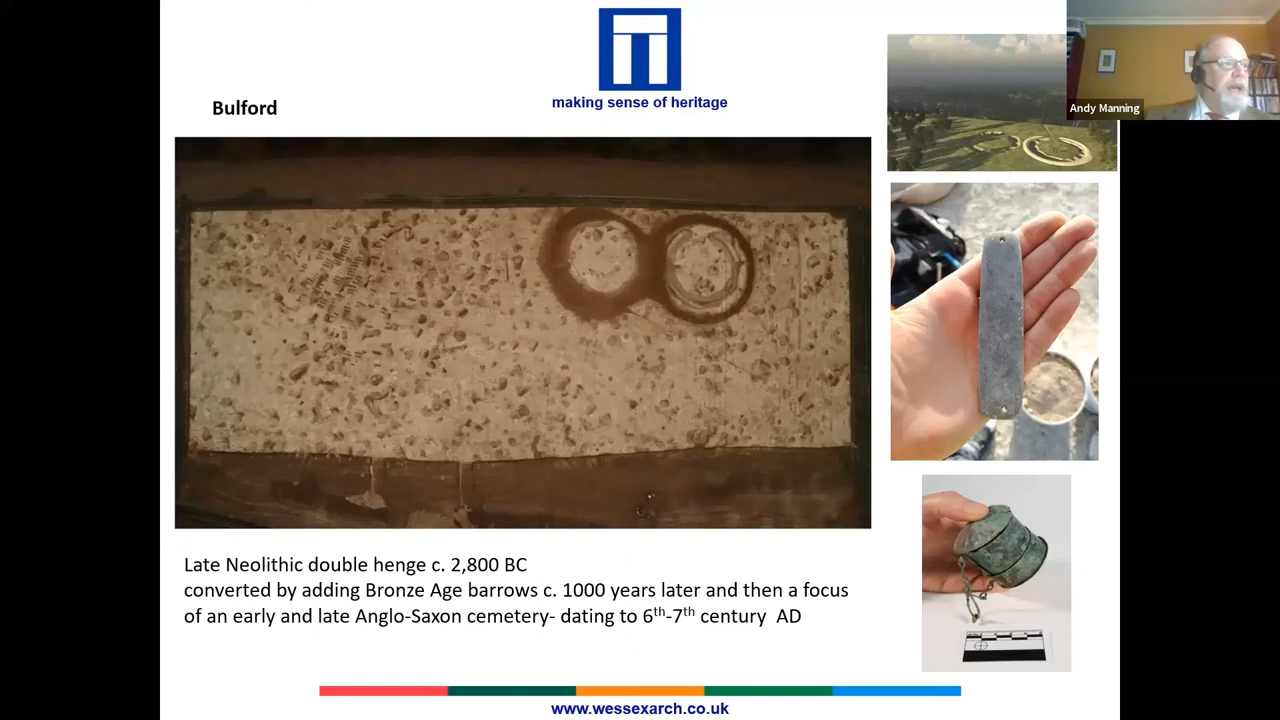 making sense of heritage
Andy Manning
Bulford
Late Neolithic double henge c. 2,800 BC
converted by adding Bronze Age barrows c. 1000 years later and then a focus
of an early and late Anglo-Saxon cemetery- dating to 6th-7th century  AD
www.wessexarch.co.uk